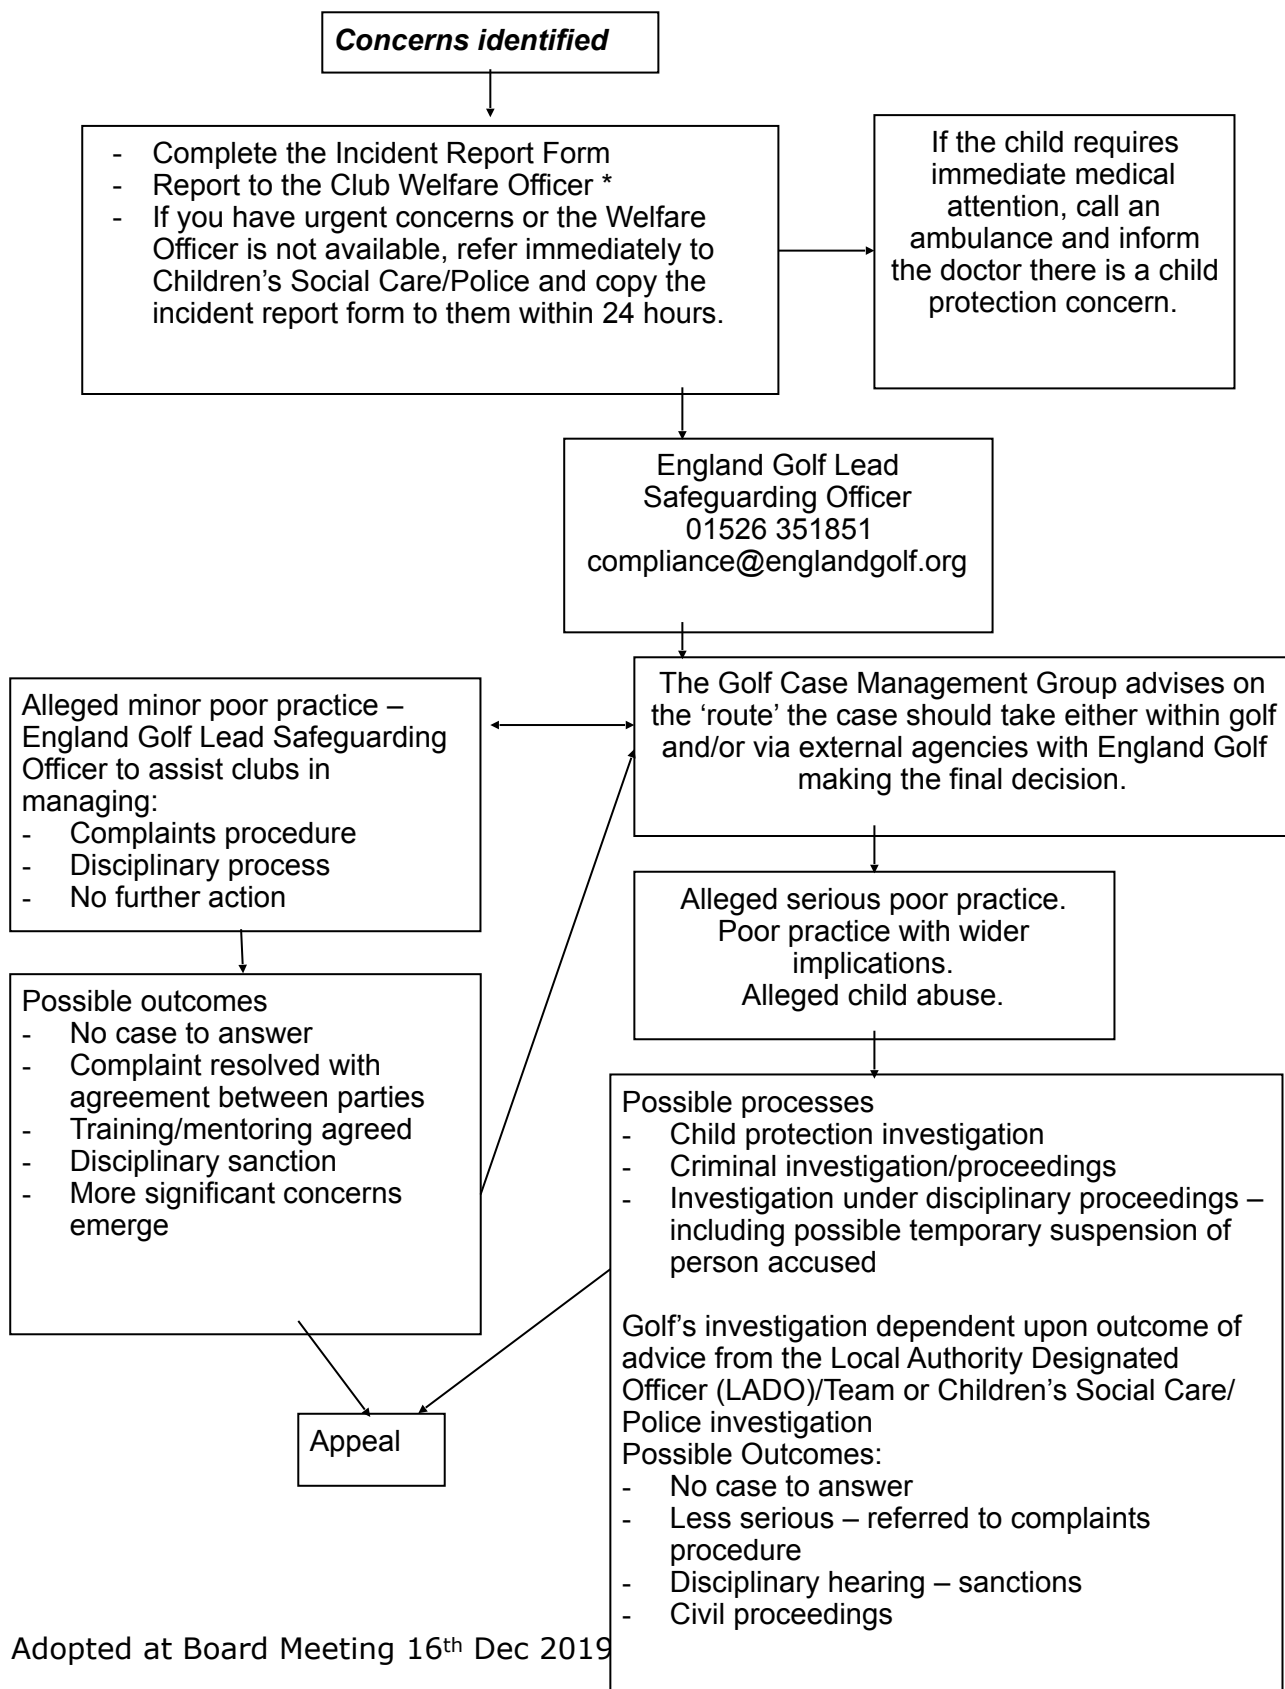 Concerns identified
- Complete the Incident Report Form
- Report to the Club Welfare Officer *
- If you have urgent concerns or the Welfare
Officer is not available, refer immediately to
Children’s Social Care/Police and copy the
incident report form to them within 24 hours.
If the child requires
immediate medical
attention, call an
ambulance and inform
the doctor there is a child
protection concern.
England Golf Lead
Safeguarding Officer
01526 351851
compliance@englandgolf.org
The Golf Case Management Group advises on
the ‘route’ the case should take either within golf
and/or via external agencies with England Golf
making the final decision.
Alleged minor poor practice –
England Golf Lead Safeguarding
Officer to assist clubs in
managing:
- Complaints procedure
- Disciplinary process
- No further action
Alleged serious poor practice.
Poor practice with wider
implications.
Alleged child abuse.
Possible outcomes
- No case to answer
- Complaint resolved with
agreement between parties
- Training/mentoring agreed
- Disciplinary sanction
- More significant concerns
emerge
Possible processes
- Child protection investigation
- Criminal investigation/proceedings
- Investigation under disciplinary proceedings –
including possible temporary suspension of
person accused
Golf’s investigation dependent upon outcome of
advice from the Local Authority Designated
Officer (LADO)/Team or Children’s Social Care/
Police investigation
Possible Outcomes:
- No case to answer
- Less serious – referred to complaints
procedure
- Disciplinary hearing – sanctions
- Civil proceedings
Appeal
Adopted at Board Meeting 16th Dec 2019